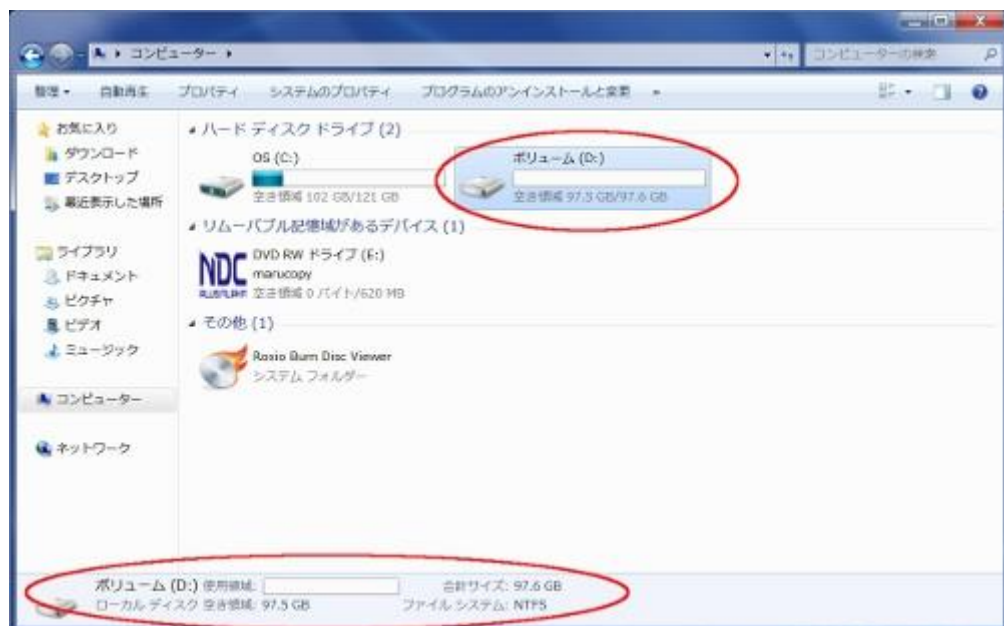 コンピューター
コンピューターの検索
管理
自動再生
プロパティ
システムのプロパティ
プログラムのアンインストールと変更
お気に入り
ダウンロード
デスクトップ
最近表示した場所
ライブラリ
ドキュメント
ピクチャ
ビデオ
ミュージック
コンピューター
ネットワーク
ハード ディスク ドライブ (2)
OS (C:)
空き領域 102 GB/121 GB
ボリューム (D:)
空き領域 97.5 GB/97.6 GB
リムーバブル記憶域があるデバイス (1)
NDC
DVD RW ドライブ (E:)
marucopy
空き領域 0 バイト/620 MB
その他 (1)
Roxio Burn Disc Viewer
システム フォルダー
ボリューム (D:) 使用領域: 合計サイズ: 97.6 GB
ローカル ディスク 空き領域: 97.5 GB ファイル システム: NTFS